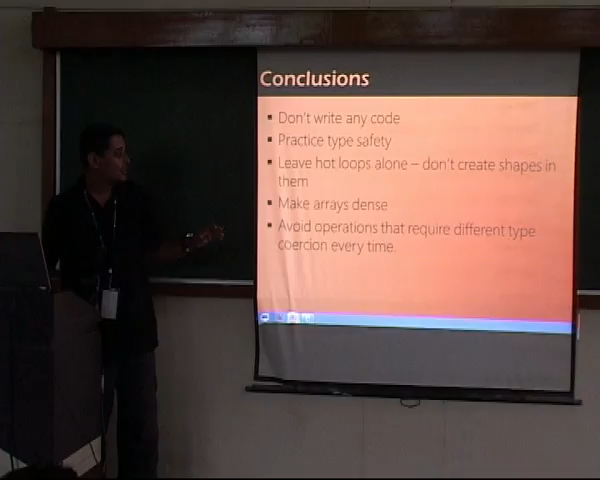 Conclusions
Don't write any code
Practice type safety
Leave hot loops alone – don't create shapes in
them
Make arrays dense
Avoid operations that require different type
coercion every time.